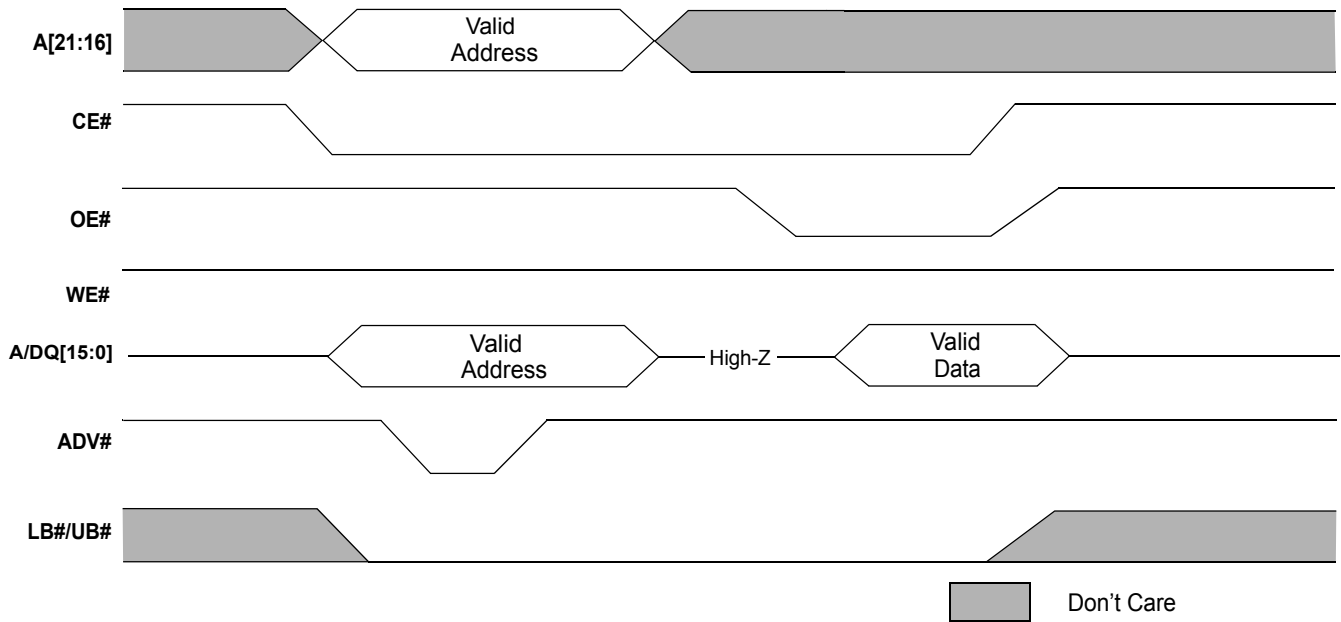 A[21:16]
Valid
Address
CE#
OE#
WE#
A/DQ[15:0]
Valid
Address
High-Z
Valid
Data
ADV#
LB#/UB#
Don't Care